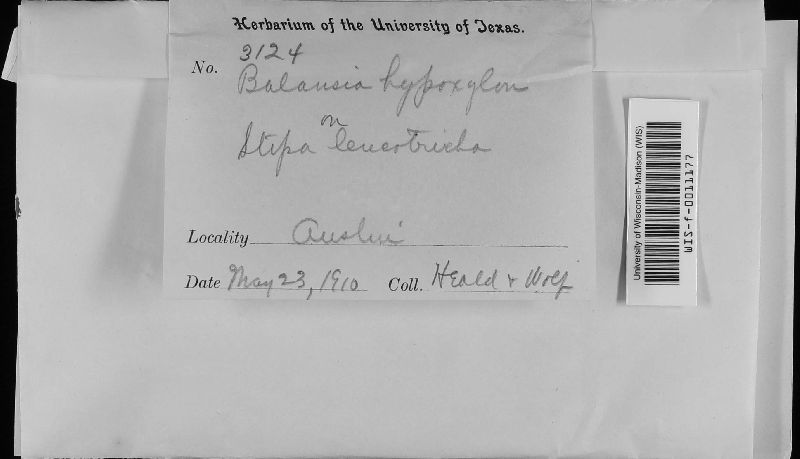 Herbarium of the University of Texas.
No. 3124
Balansia hypoxylon
on
Stipa leucotricha
Locality Austin
Date May 23, 1910 Coll. Heald & Wolf
University of Wisconsin-Madison (WIS)
WIS-f-0011177